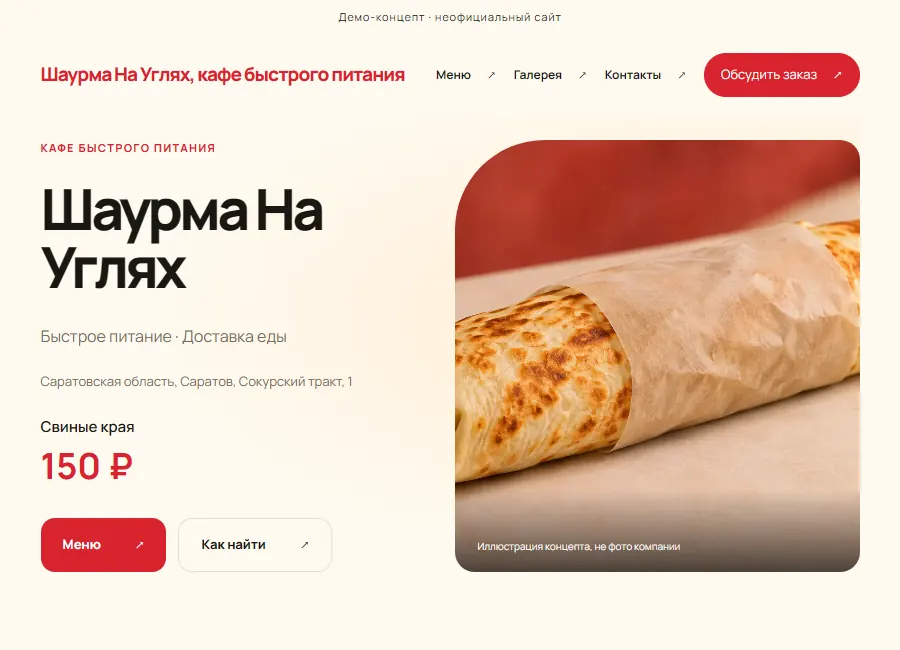 Демо-концепт · неофициальный сайт
Шаурма На Углях, кафе быстрого питания
Меню ↗
Галерея ↗
Контакты ↗
Обсудить заказ ↗
КАФЕ БЫСТРОГО ПИТАНИЯ
Шаурма На
Углях
Быстрое питание · Доставка еды
Саратовская область, Саратов, Сокурский тракт, 1
Свиные края
150 ₽
Меню ↗
Как найти ↗
Иллюстрация концепта, не фото компании